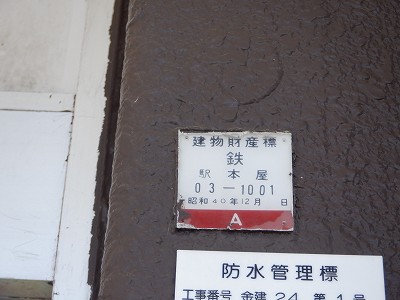 建物財産標
鉄
駅 本 屋
03-1001
昭和40年12月 日
A
防水管理標
工事番号 金建 24 第 1 号